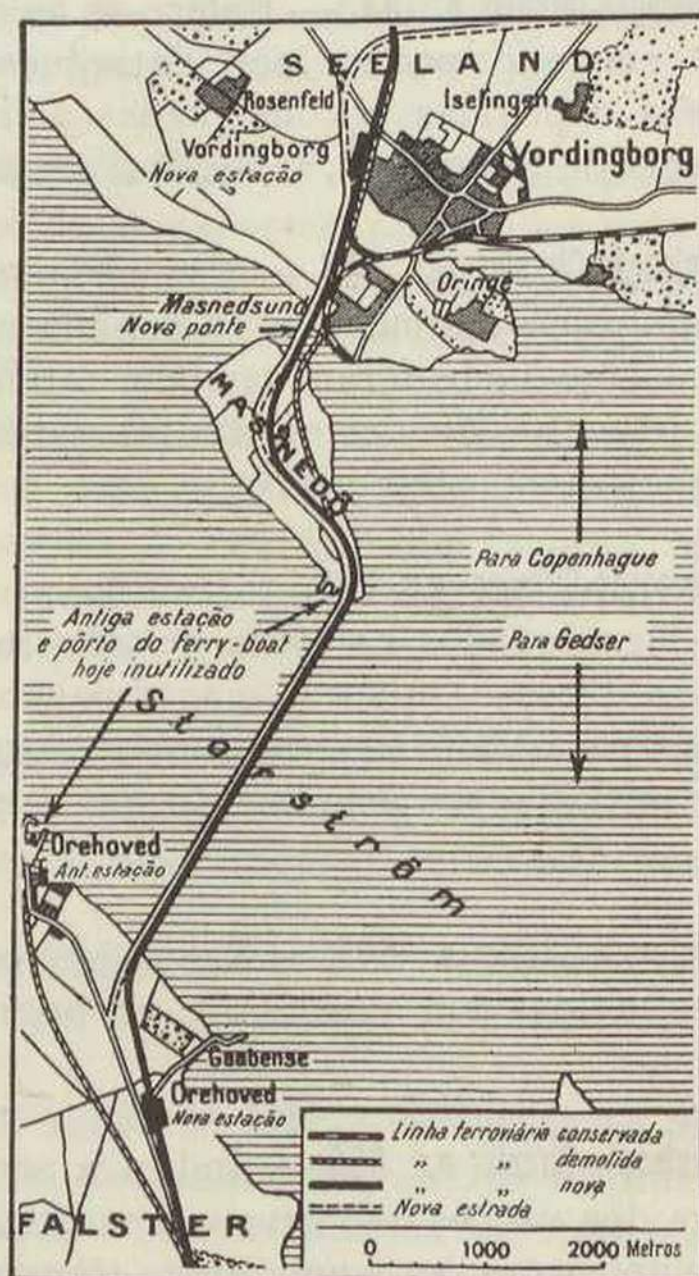 SEELAND
Rosenfeld
Iselingen
Vordingborg
Nova estação
Vordingborg
Oringe
Masnedsund
Nova ponte
MASNEDÖ
Para Copenhague
Antiga estação
e pôrto do ferry-boat
hoje inutilizado
Para Gedser
Storström
Orehoved
Ant. estação
Gaabense
Orehoved
Nova estação
Linha ferroviária conservada
„ „ demolida
„ „ nova
Nova estrada
FALSTER
0 1000 2000 Metros